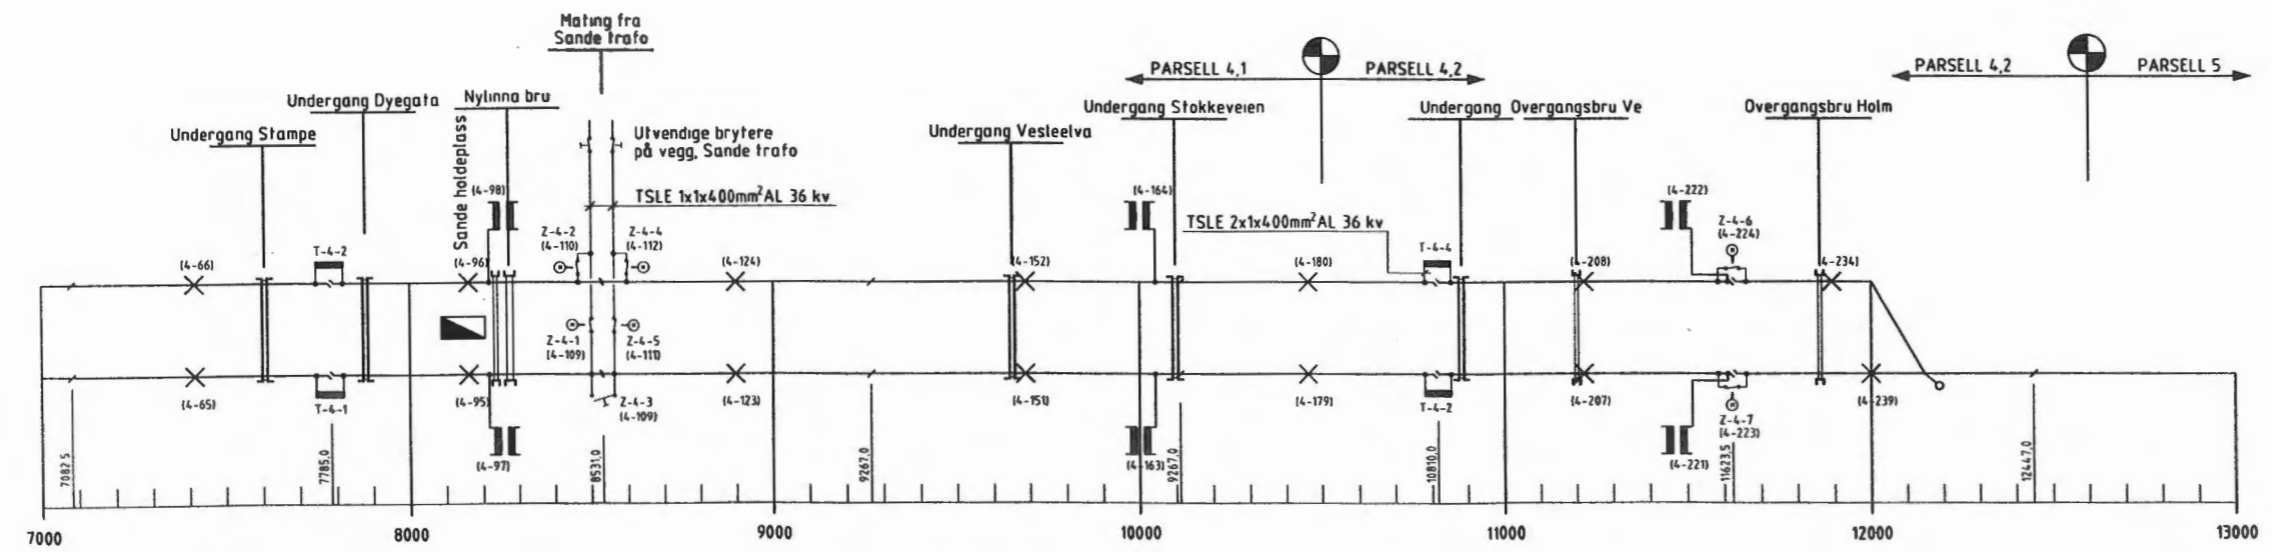 Mating fra
Sande trafo
PARSELL 4,1
PARSELL 4,2
PARSELL 4,2
PARSELL 5
Undergang Stampe
Undergang Dyegata
Nylinna bru
Sande holdeplass
Utvendige brytere
på vegg, Sande trafo
Undergang Vesleelva
Undergang Stokkeveien
Undergang
Overgangsbru Ve
Overgangsbru Holm
TSLE 1x1x400mm²AL 36 kv
TSLE 2x1x400mm²AL 36 kv
(4-98)
(4-164)
(4-222)
Z-4-2
(4-110)
Z-4-4
(4-112)
Z-4-6
(4-224)
(4-66)
T-4-2
(4-96)
(4-124)
(4-152)
(4-180)
T-4-4
(4-208)
(4-234)
Z-4-1
(4-109)
Z-4-5
(4-111)
(4-65)
T-4-1
(4-95)
Z-4-3
(4-109)
(4-123)
(4-151)
(4-179)
T-4-2
(4-207)
Z-4-7
(4-223)
(4-239)
(4-97)
(4-163)
(4-221)
7082 5
7785,0
8531,0
9267,0
9267,0
10810,0
11623,5
12447,0
7000
8000
9000
10000
11000
12000
13000